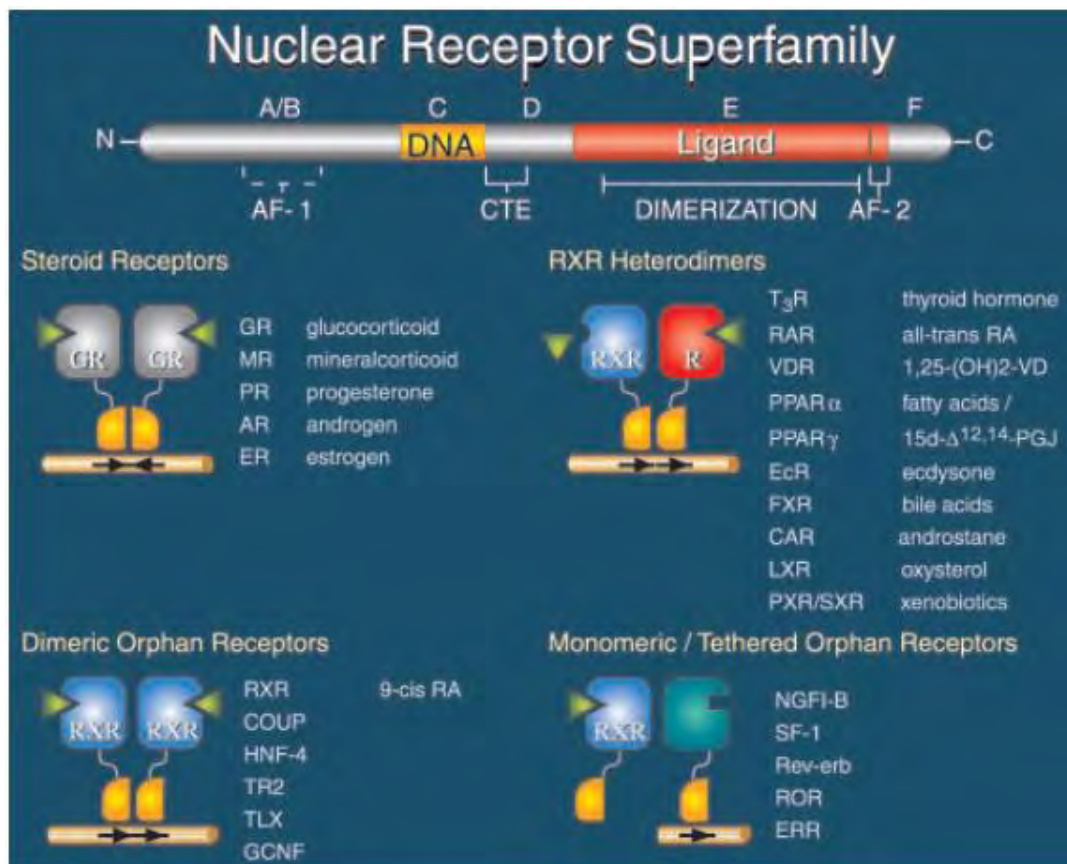 Nuclear Receptor Superfamily
A/B C D E F
N DNA Ligand C
AF-1 CTE DIMERIZATION AF-2
Steroid Receptors
GR GR
GR glucocorticoid
MR mineralcorticoid
PR progesterone
AR androgen
ER estrogen
RXR Heterodimers
RXR R
T₃R thyroid hormone
RAR all-trans RA
VDR 1,25-(OH)2-VD
PPARα fatty acids /
PPARγ 15d-Δ¹²,¹⁴-PGJ
EcR ecdysone
FXR bile acids
CAR androstane
LXR oxysterol
PXR/SXR xenobiotics
Dimeric Orphan Receptors
RXR RXR
RXR 9-cis RA
COUP
HNF-4
TR2
TLX
GCNF
Monomeric / Tethered Orphan Receptors
RXR
NGFI-B
SF-1
Rev-erb
ROR
ERR